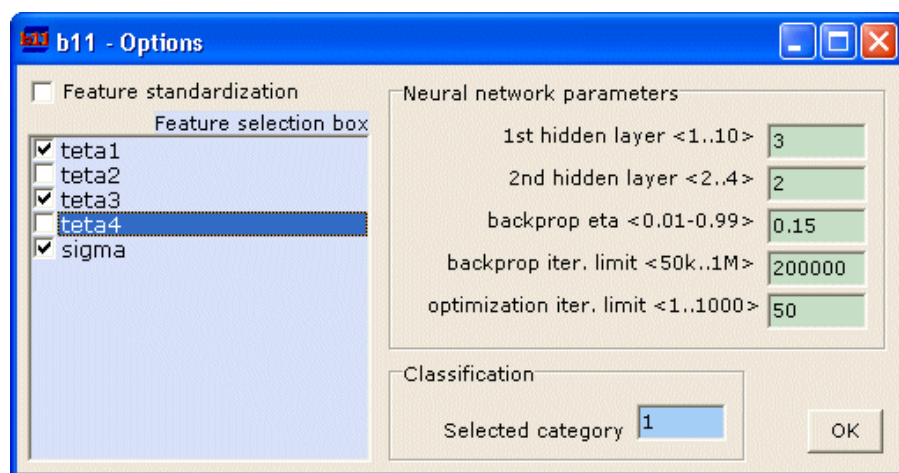 b11 b11 - Options
Feature standardization
Feature selection box
teta1
teta2
teta3
teta4
sigma
Neural network parameters
1st hidden layer <1..10> 3
2nd hidden layer <2..4> 2
backprop eta <0.01-0.99> 0.15
backprop iter. limit <50k..1M> 200000
optimization iter. limit <1..1000> 50
Classification
Selected category 1
OK